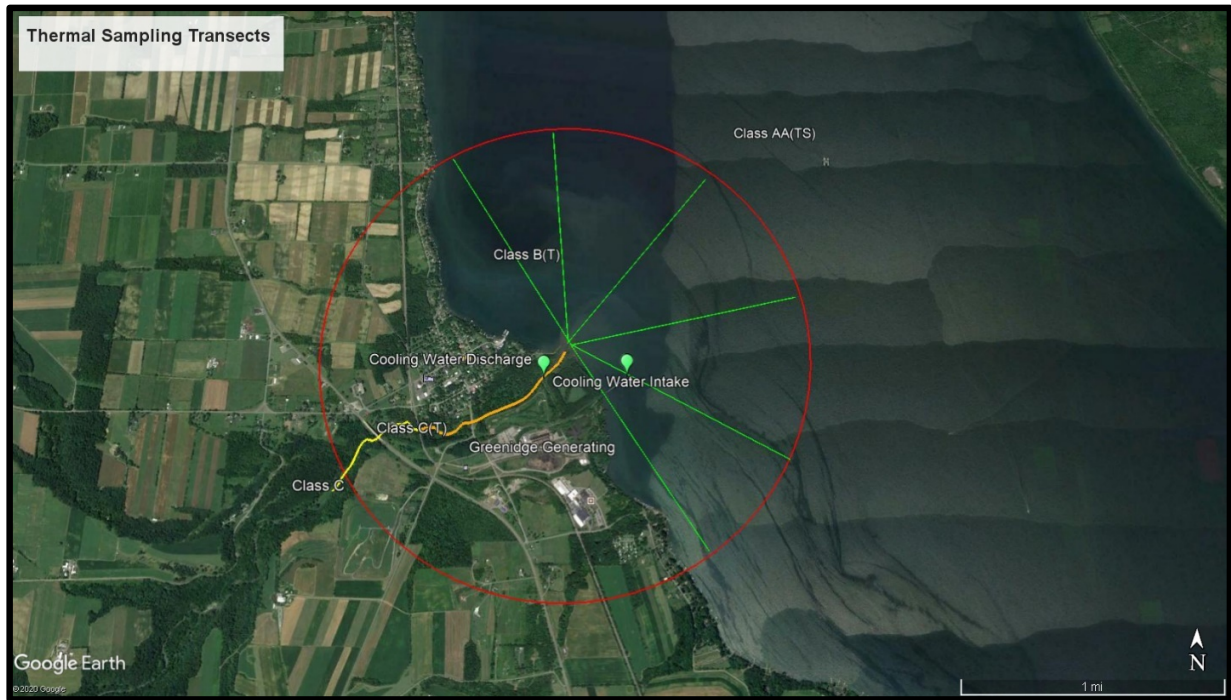 Thermal Sampling Transects
Class AA(TS)
Class B(T)
Cooling Water Discharge
Cooling Water Intake
Class C(T)
Greenidge Generating
Class C
Google Earth
©2020 Google
N
1 mi